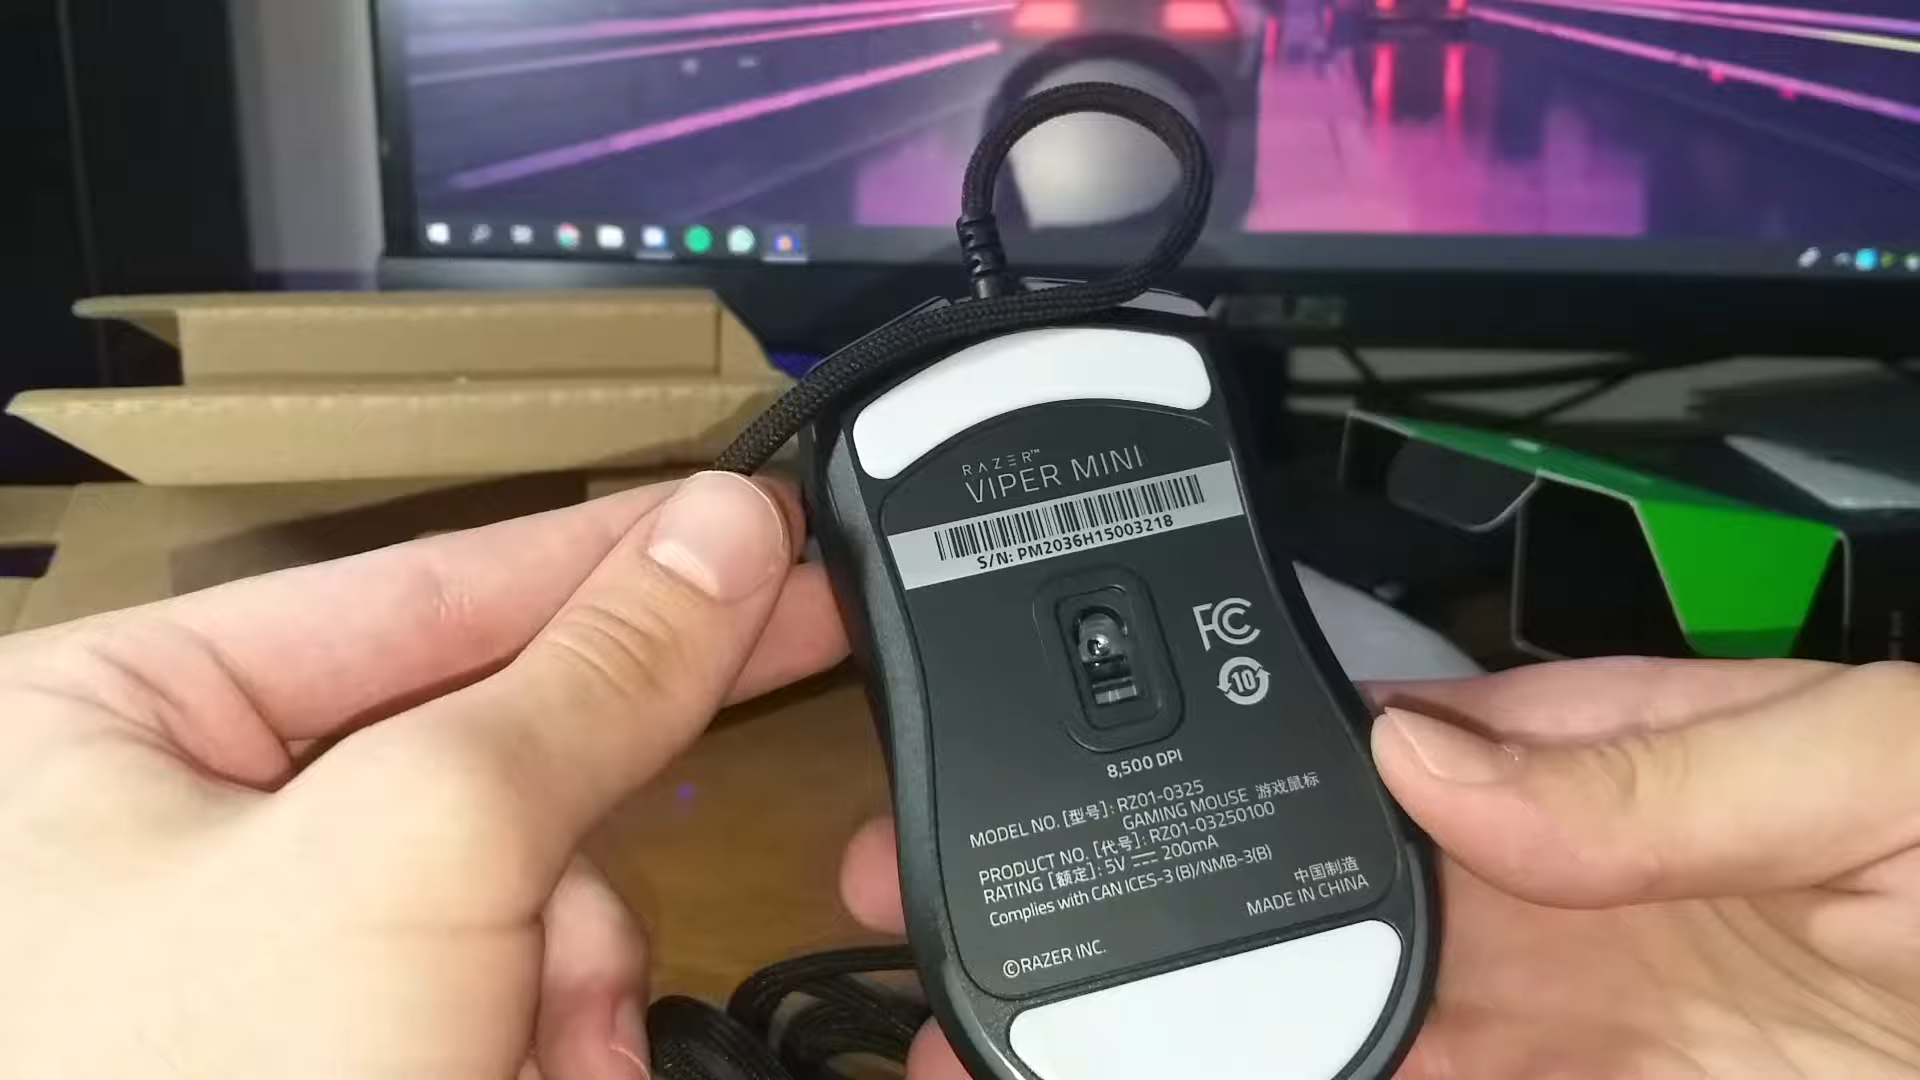 RAZER™
VIPER MINI
S/N: PM2036H15003218
FC
10
8,500 DPI
MODEL NO. [型号]: RZ01-0325
GAMING MOUSE 游戏鼠标
PRODUCT NO. [代号]: RZ01-03250100
RATING [额定]: 5V ⎓ 200mA
Complies with CAN ICES-3 (B)/NMB-3(B)
中国制造
MADE IN CHINA
©RAZER INC.